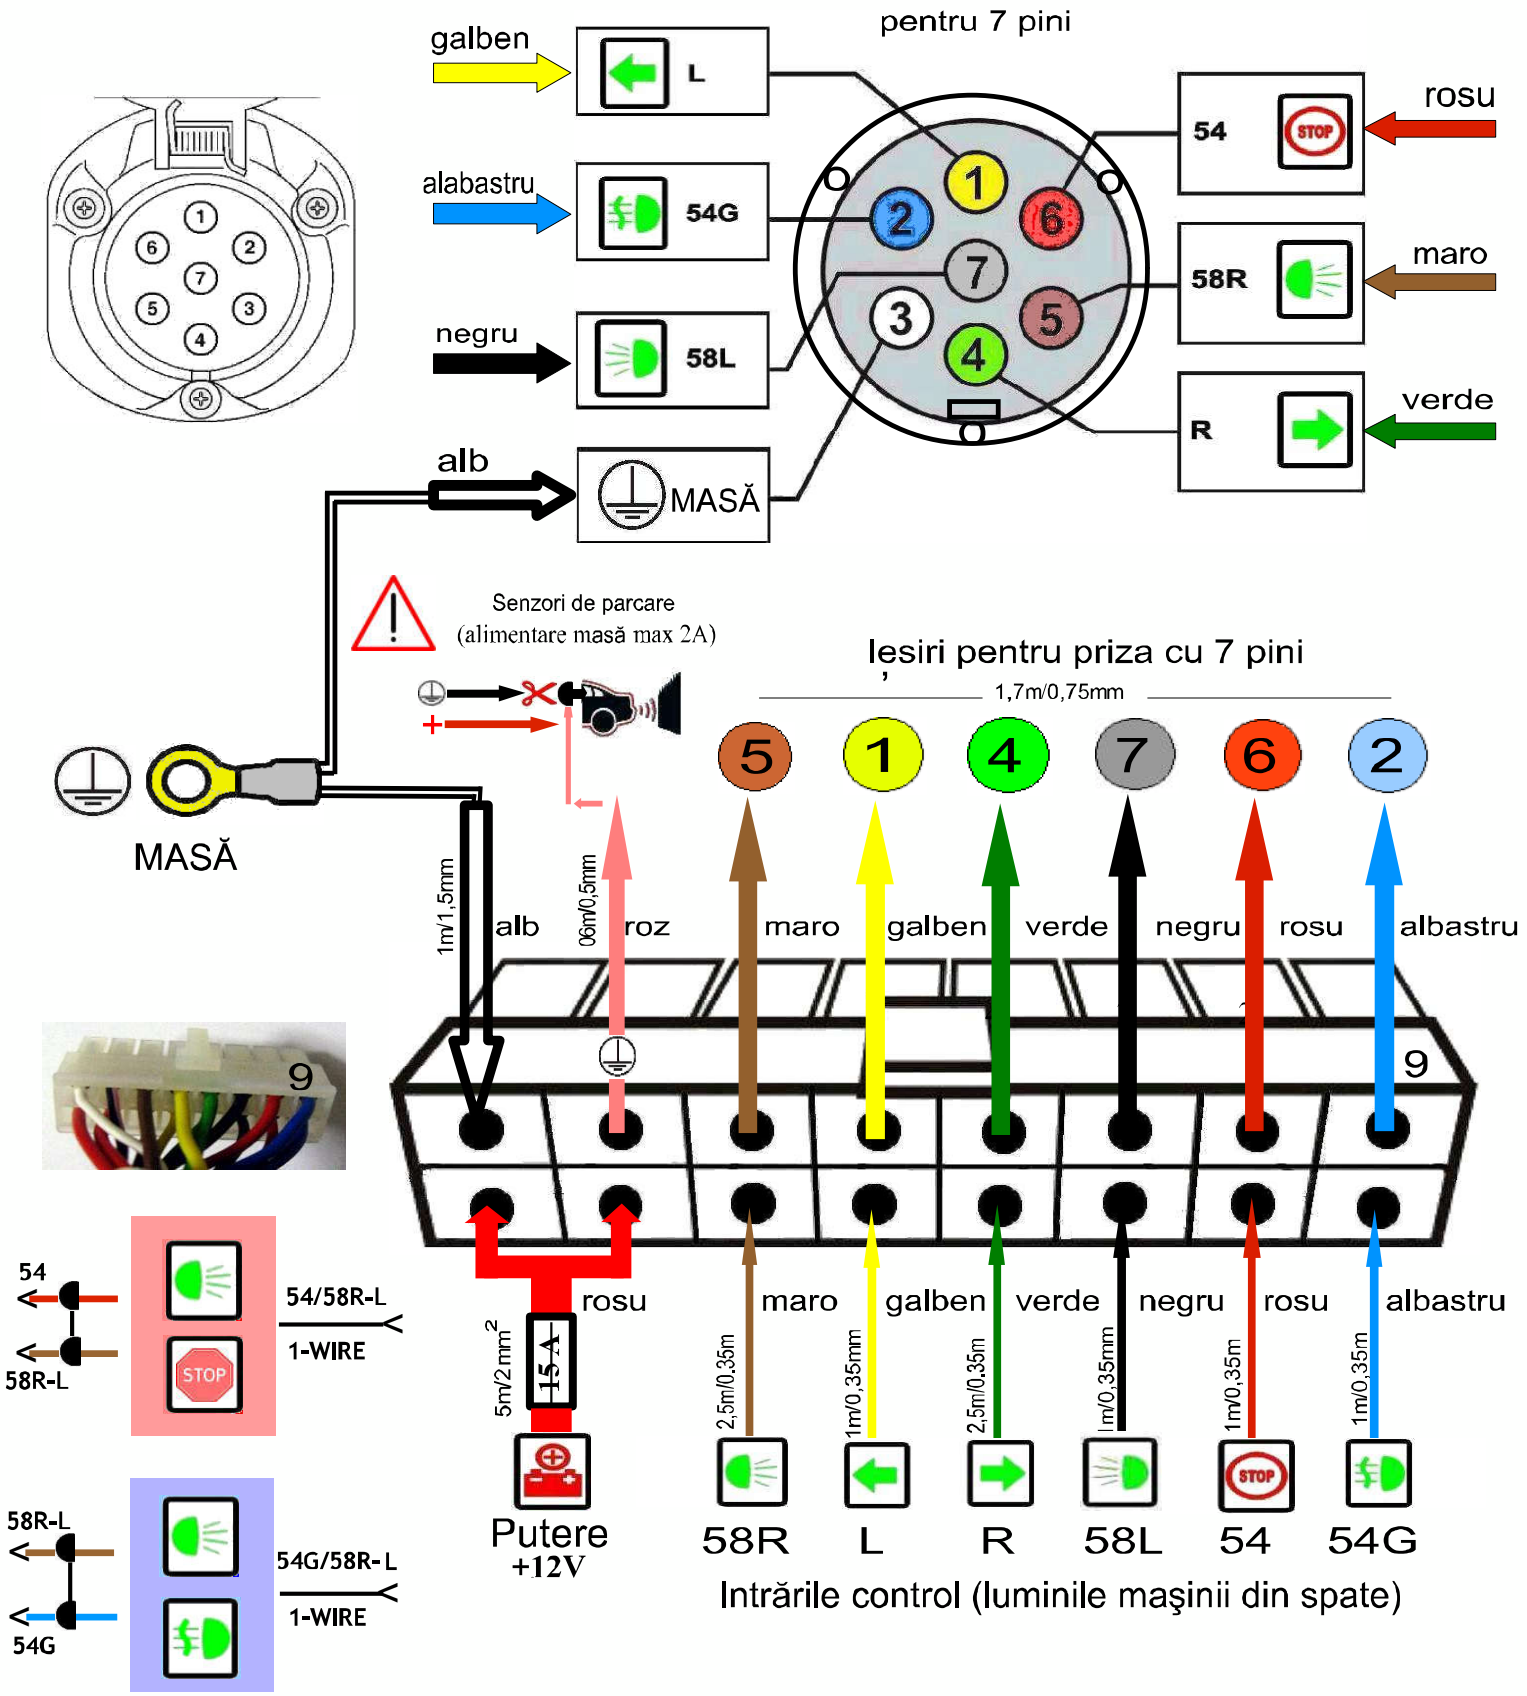 pentru 7 pini
galben
L
54
STOP
rosu
alabastru
54G
58R
maro
negru
58L
R
verde
alb
MASĂ
1
2
3
4
5
6
7
1
2
3
4
5
6
7
Senzori de parcare
(alimentare masă max 2A)
+
Ieșiri pentru priza cu 7 pini
1,7m/0,75mm
5
1
4
7
6
2
MASĂ
1m/1,5mm
06m/0,5mm
alb
roz
maro
galben
verde
negru
rosu
albastru
9
9
54
58R-L
STOP
54/58R-L
1-WIRE
58R-L
54G
54G/58R-L
1-WIRE
rosu
maro
galben
verde
negru
rosu
albastru
5m/2mm²
15 A
2,5m/0.35m
1m/0,35mm
2,5m/0.35m
1m/0,35mm
1m/0,35m
1m/0,35m
STOP
Putere
+12V
58R
L
R
58L
54
54G
Intrările control (luminile maşinii din spate)